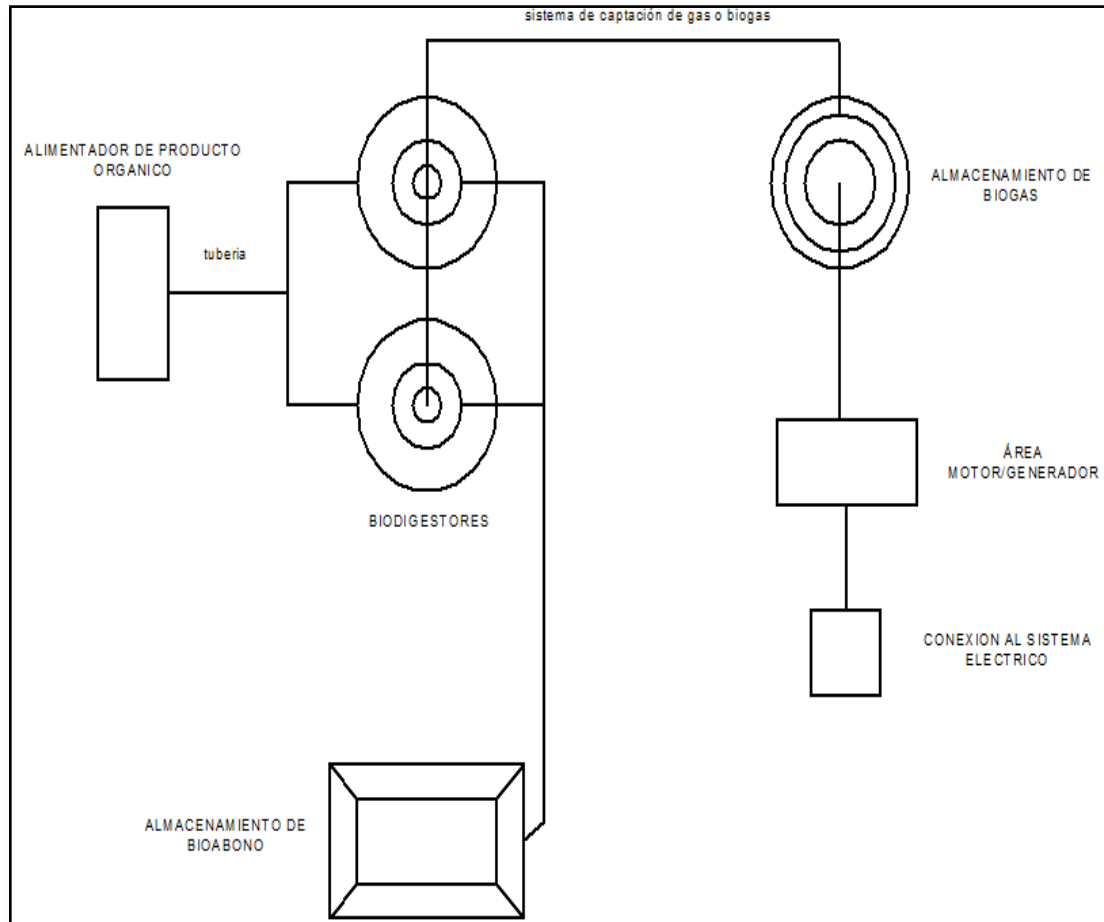 sistema de captación de gas o biogas
ALIMENTADOR DE PRODUCTO
ORGANICO
tuberia
ALMACENAMIENTO DE
BIOGAS
BIODIGESTORES
ÁREA
MOTOR/GENERADOR
CONEXION AL SISTEMA
ELECTRICO
ALMACENAMIENTO DE
BIOABONO